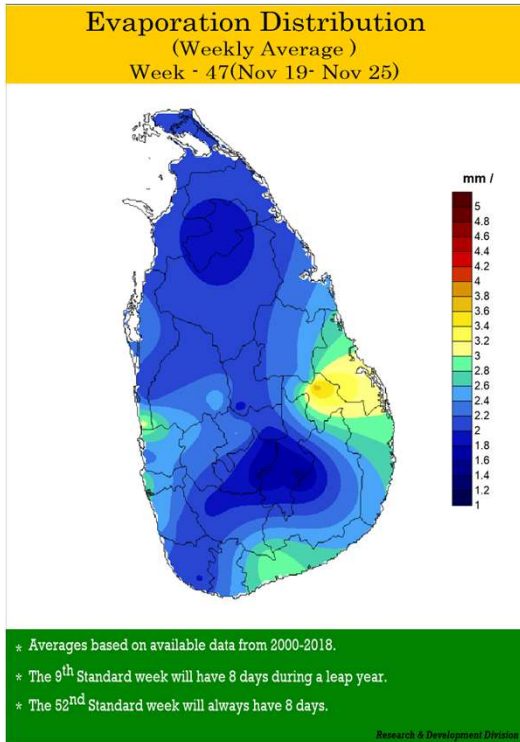 Evaporation Distribution
(Weekly Average )
Week - 47(Nov 19- Nov 25)
mm /
5
4.8
4.6
4.4
4.2
4
3.8
3.6
3.4
3.2
3
2.8
2.6
2.4
2.2
2
1.8
1.6
1.4
1.2
1
* Averages based on available data from 2000-2018.
* The 9th Standard week will have 8 days during a leap year.
* The 52nd Standard week will always have 8 days.
Research & Development Division